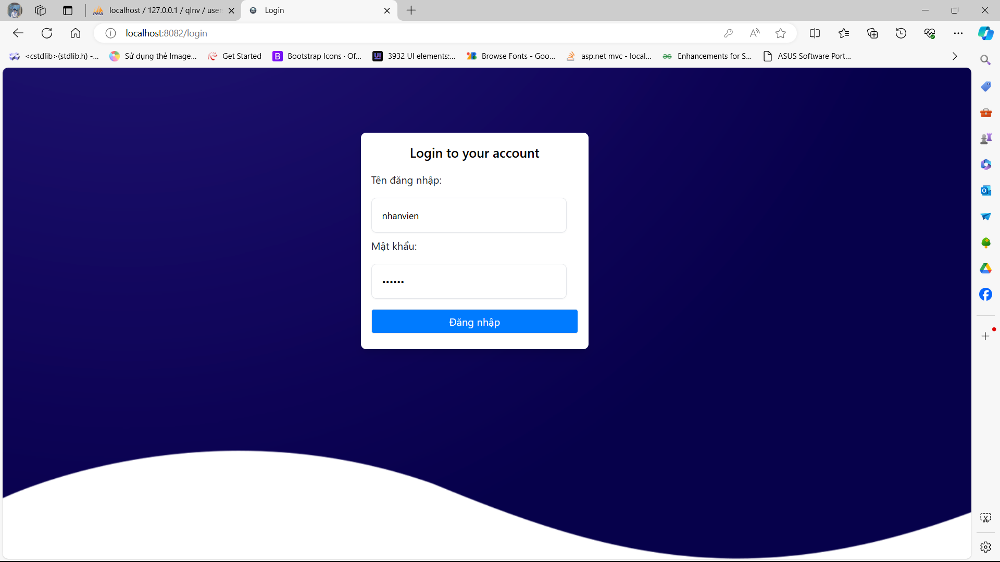 localhost / 127.0.0.1 / qlnv / user
Login
localhost:8082/login
<cstdlib>(stdlib.h) -...
Sử dụng thẻ Image...
Get Started
B
Bootstrap Icons · Of...
UI
3932 UI elements:...
Browse Fonts - Goo...
asp.net mvc - local...
Enhancements for S...
ASUS Software Port...
Login to your account
Tên đăng nhập:
nhanvien
Mật khẩu:
••••••
Đăng nhập